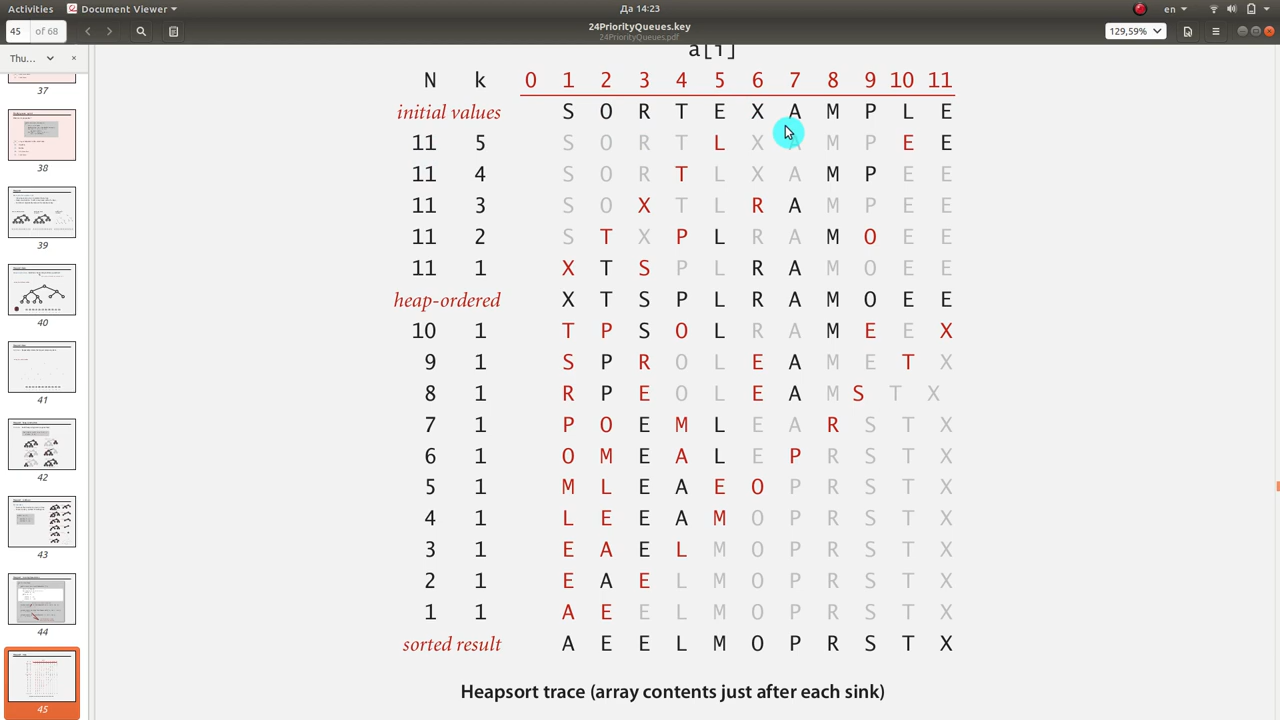 Activities Document Viewer Да 14:23 en
45 of 68 24PriorityQueues.key 129,59%
24PriorityQueues.pdf
Thu...
37
38
39
40
41
42
43
44
45
a[i]
N k 0 1 2 3 4 5 6 7 8 9 10 11
initial values S O R T E X A M P L E
11 5 S O R T L X A M P E E
11 4 S O R T L X A M P E E
11 3 S O X T L R A M P E E
11 2 S T X P L R A M O E E
11 1 X T S P L R A M O E E
heap-ordered X T S P L R A M O E E
10 1 T P S O L R A M E E X
9 1 S P R O L E A M E T X
8 1 R P E O L E A M S T X
7 1 P O E M L E A R S T X
6 1 O M E A L E P R S T X
5 1 M L E A E O P R S T X
4 1 L E E A M O P R S T X
3 1 E A E L M O P R S T X
2 1 E A E L M O P R S T X
1 1 A E E L M O P R S T X
sorted result A E E L M O P R S T X
Heapsort trace (array contents just after each sink)